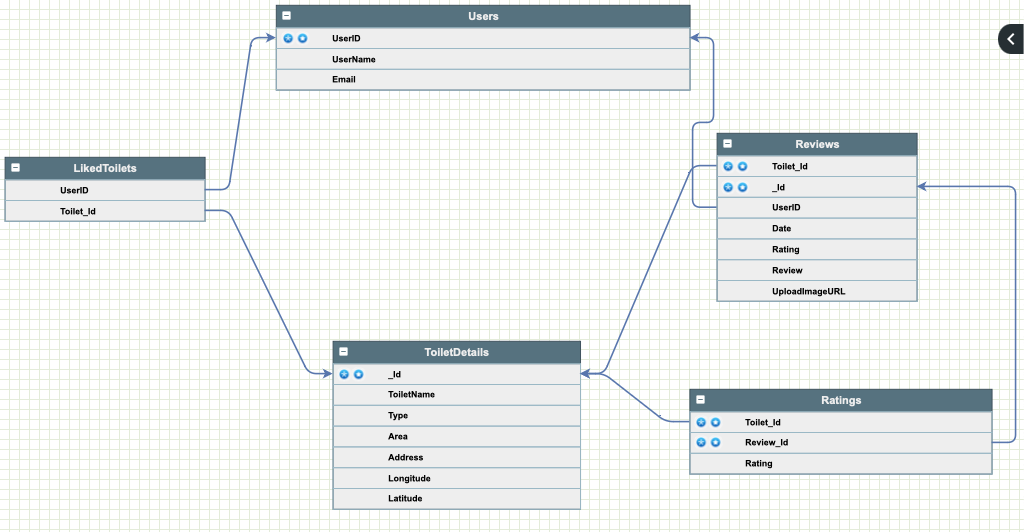 Users
UserID
UserName
Email
LikedToilets
UserID
Toilet_Id
Reviews
Toilet_Id
_Id
UserID
Date
Rating
Review
UploadImageURL
ToiletDetails
_Id
ToiletName
Type
Area
Address
Longitude
Latitude
Ratings
Toilet_Id
Review_Id
Rating